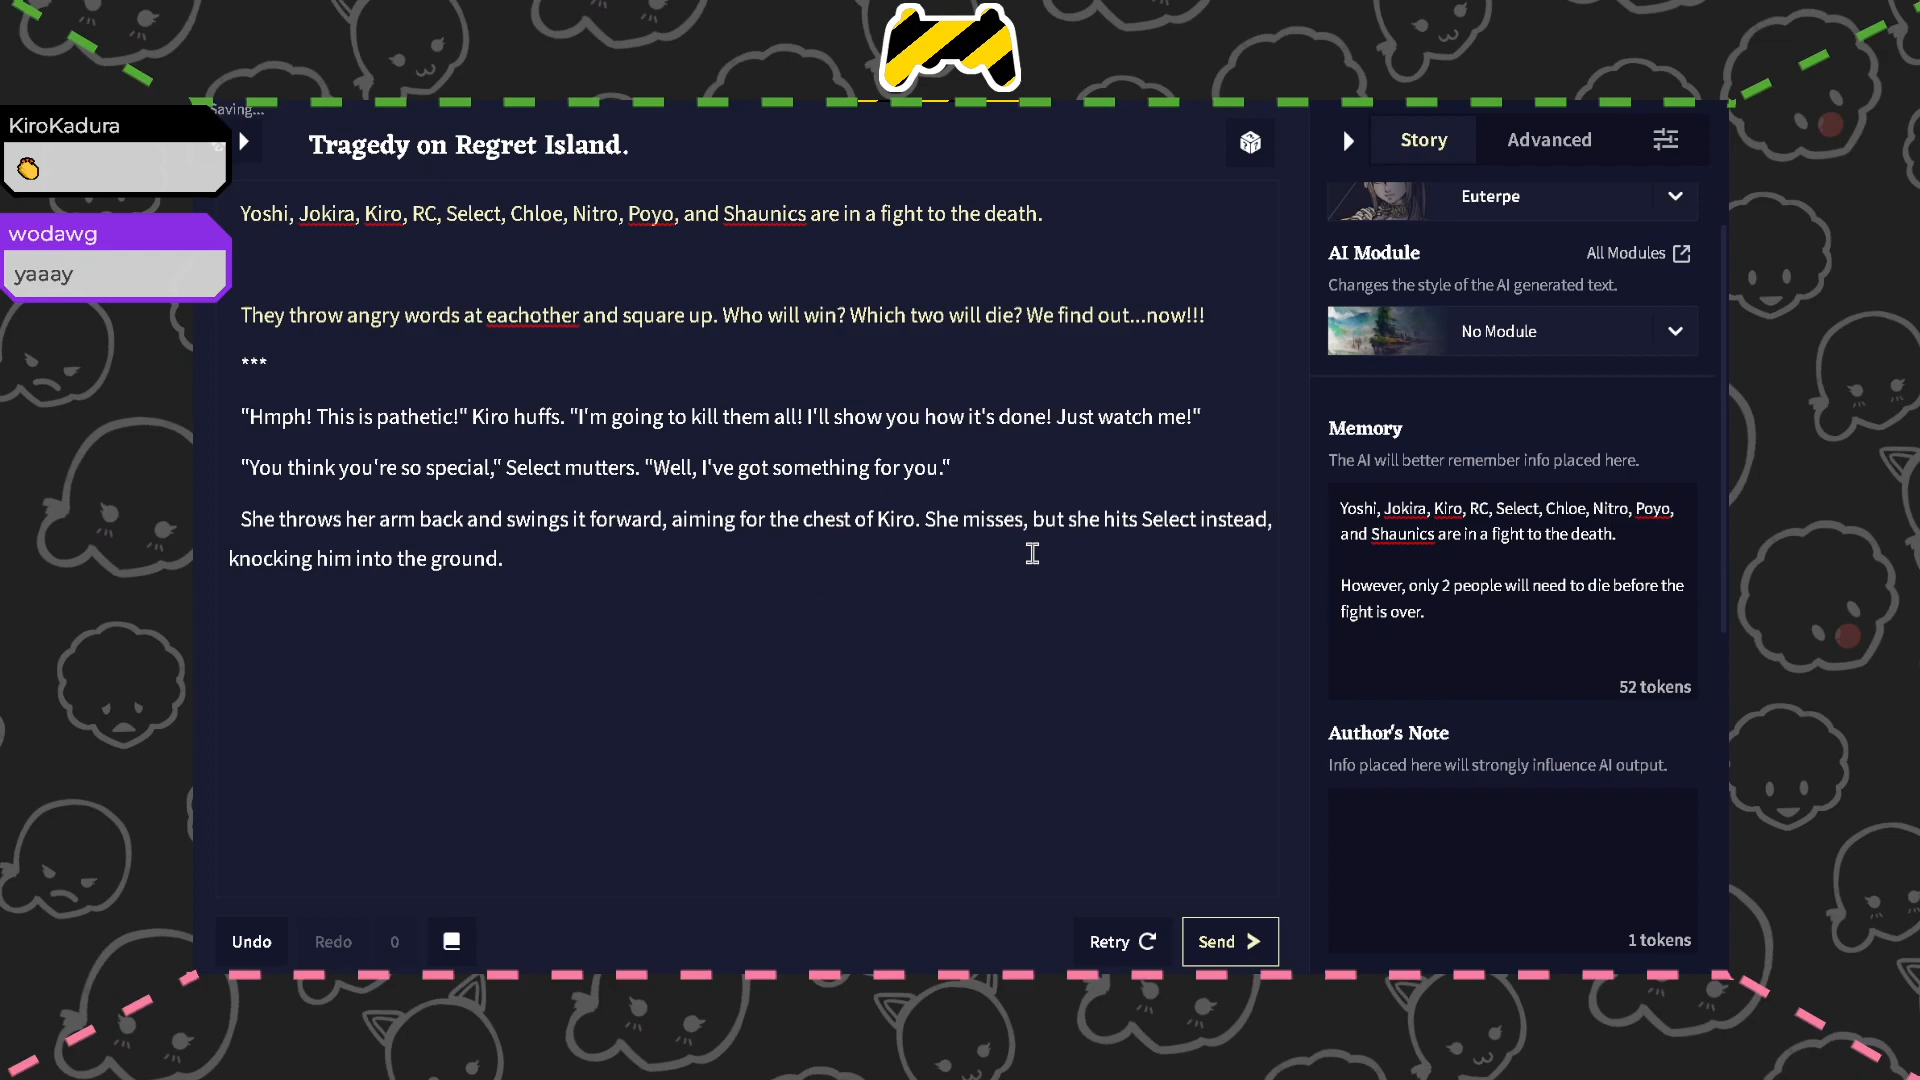 Saving...
KiroKadura
wodawg
yaaay
Tragedy on Regret Island.
Yoshi, Jokira, Kiro, RC, Select, Chloe, Nitro, Poyo, and Shaunics are in a fight to the death.
They throw angry words at eachother and square up. Who will win? Which two will die? We find out...now!!!
***
"Hmph! This is pathetic!" Kiro huffs. "I'm going to kill them all! I'll show you how it's done! Just watch me!"
"You think you're so special," Select mutters. "Well, I've got something for you."
She throws her arm back and swings it forward, aiming for the chest of Kiro. She misses, but she hits Select instead,
knocking him into the ground.
Undo
Redo
0
Retry
Send
Story
Advanced
Euterpe
AI Module
All Modules
Changes the style of the AI generated text.
No Module
Memory
The AI will better remember info placed here.
Yoshi, Jokira, Kiro, RC, Select, Chloe, Nitro, Poyo,
and Shaunics are in a fight to the death.
However, only 2 people will need to die before the
fight is over.
52 tokens
Author's Note
Info placed here will strongly influence AI output.
1 tokens